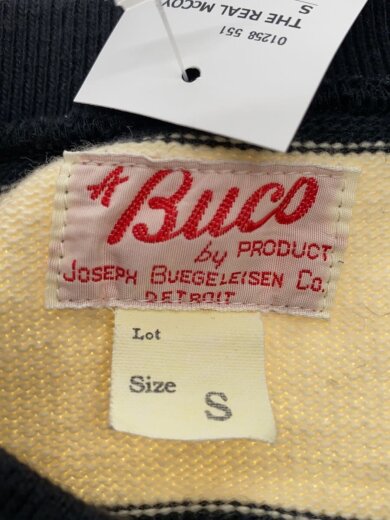 S
THE REAL McCOY
01258 551
A Buco
by PRODUCT
JOSEPH BUEGELEISEN Co.
DETROIT
Lot
Size S